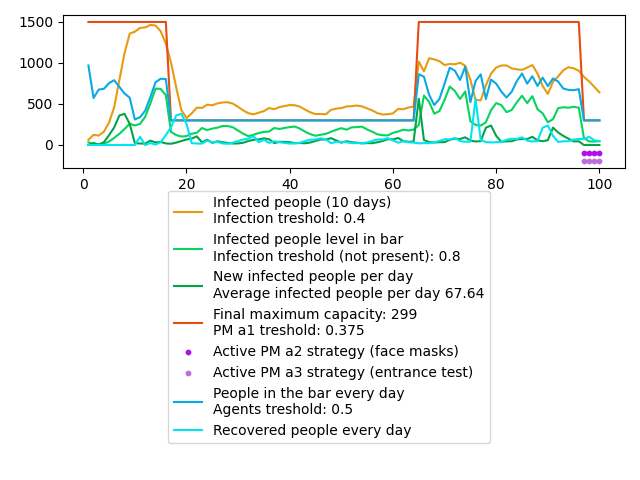 1500
1000
500
0
0 20 40 60 80 100
Infected people (10 days)
Infection treshold: 0.4
Infected people level in bar
Infection treshold (not present): 0.8
New infected people per day
Average infected people per day 67.64
Final maximum capacity: 299
PM a1 treshold: 0.375
Active PM a2 strategy (face masks)
Active PM a3 strategy (entrance test)
People in the bar every day
Agents treshold: 0.5
Recovered people every day